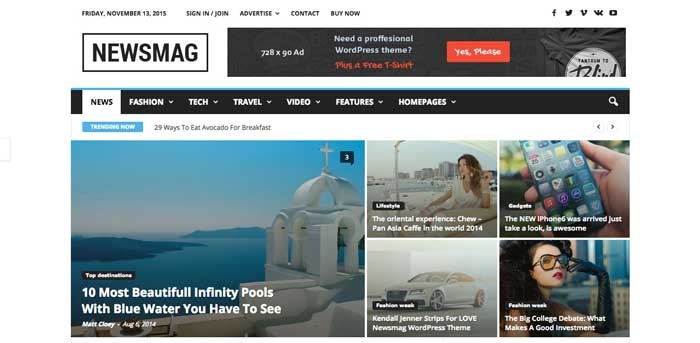 FRIDAY, NOVEMBER 13, 2015 SIGN IN / JOIN ADVERTISE CONTACT BUY NOW
NEWSMAG
728 x 90 Ad
Need a proffesional
WordPress theme?
Plus a Free T-Shirt
Yes, Please
TANTRUM TO
Blind
NEWS FASHION TECH TRAVEL VIDEO FEATURES HOMEPAGES
TRENDING NOW 29 Ways To Eat Avocado For Breakfast
3
Top destinations
10 Most Beautifull Infinity Pools
With Blue Water You Have To See
Matt Cloey - Aug 6, 2014
Lifestyle
The oriental experience: Chew –
Pan Asia Caffe in the world 2014
Gadgets
The NEW iPhone6 was arrived just
take a look, is awesome
Fashion week
Kendall Jenner Strips For LOVE
Newsmag WordPress Theme
Fashion week
The Big College Debate: What
Makes A Good Investment